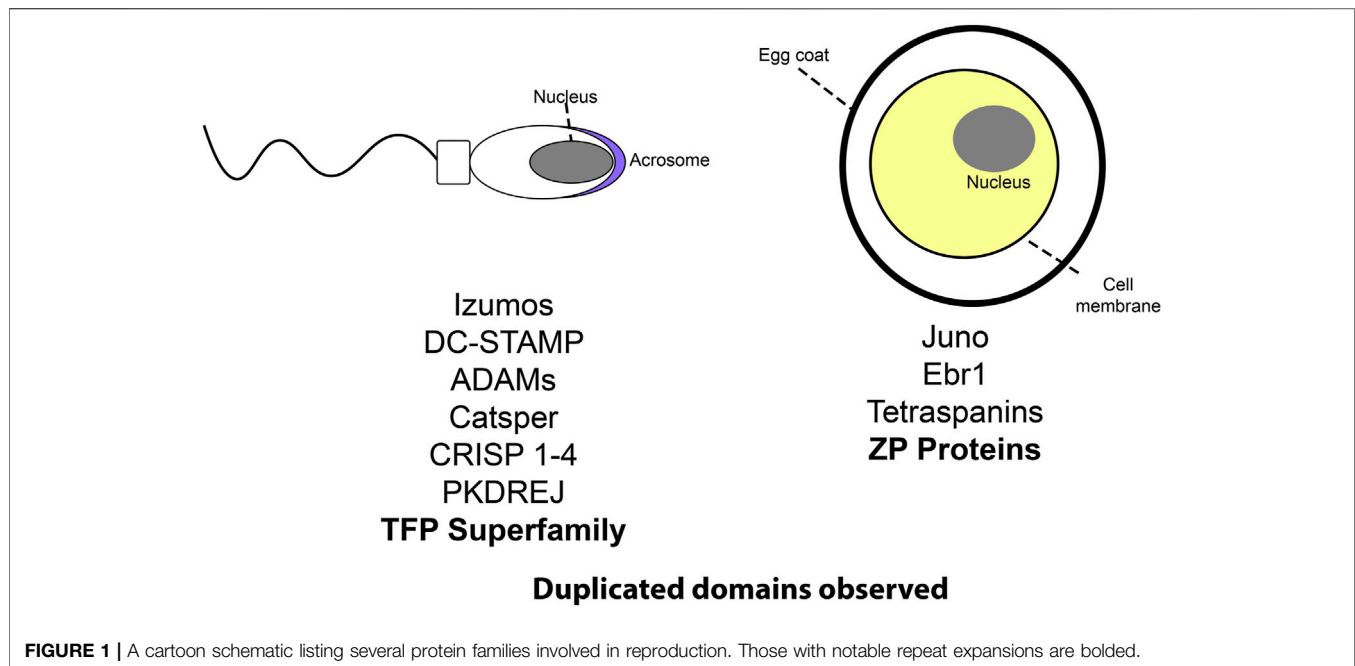 Nucleus
Acrosome
Izumos
DC-STAMP
ADAMs
Catsper
CRISP 1-4
PKDREJ
TFP Superfamily
Egg coat
Nucleus
Cell
membrane
Juno
Ebr1
Tetraspanins
ZP Proteins
Duplicated domains observed
FIGURE 1 | A cartoon schematic listing several protein families involved in reproduction. Those with notable repeat expansions are bolded.